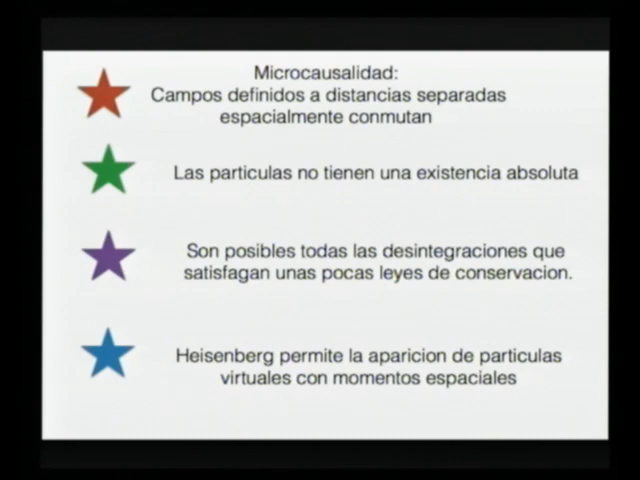 Microcausalidad:
Campos definidos a distancias separadas
espacialmente conmutan
Las particulas no tienen una existencia absoluta
Son posibles todas las desintegraciones que
satisfagan unas pocas leyes de conservacion.
Heisenberg permite la aparicion de particulas
virtuales con momentos espaciales